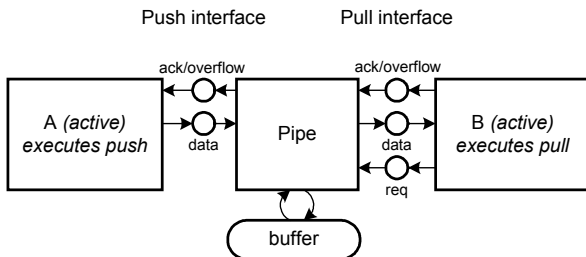 Push interface
Pull interface
ack/overflow
ack/overflow
A (active)
executes push
data
Pipe
data
B (active)
executes pull
req
buffer